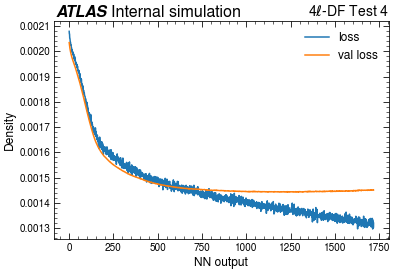 ATLAS Internal simulation 4ℓ-DF Test 4
0.0021
0.0020
0.0019
0.0018
0.0017
0.0016
0.0015
0.0014
0.0013
Density
loss
val loss
0 250 500 750 1000 1250 1500 1750
NN output